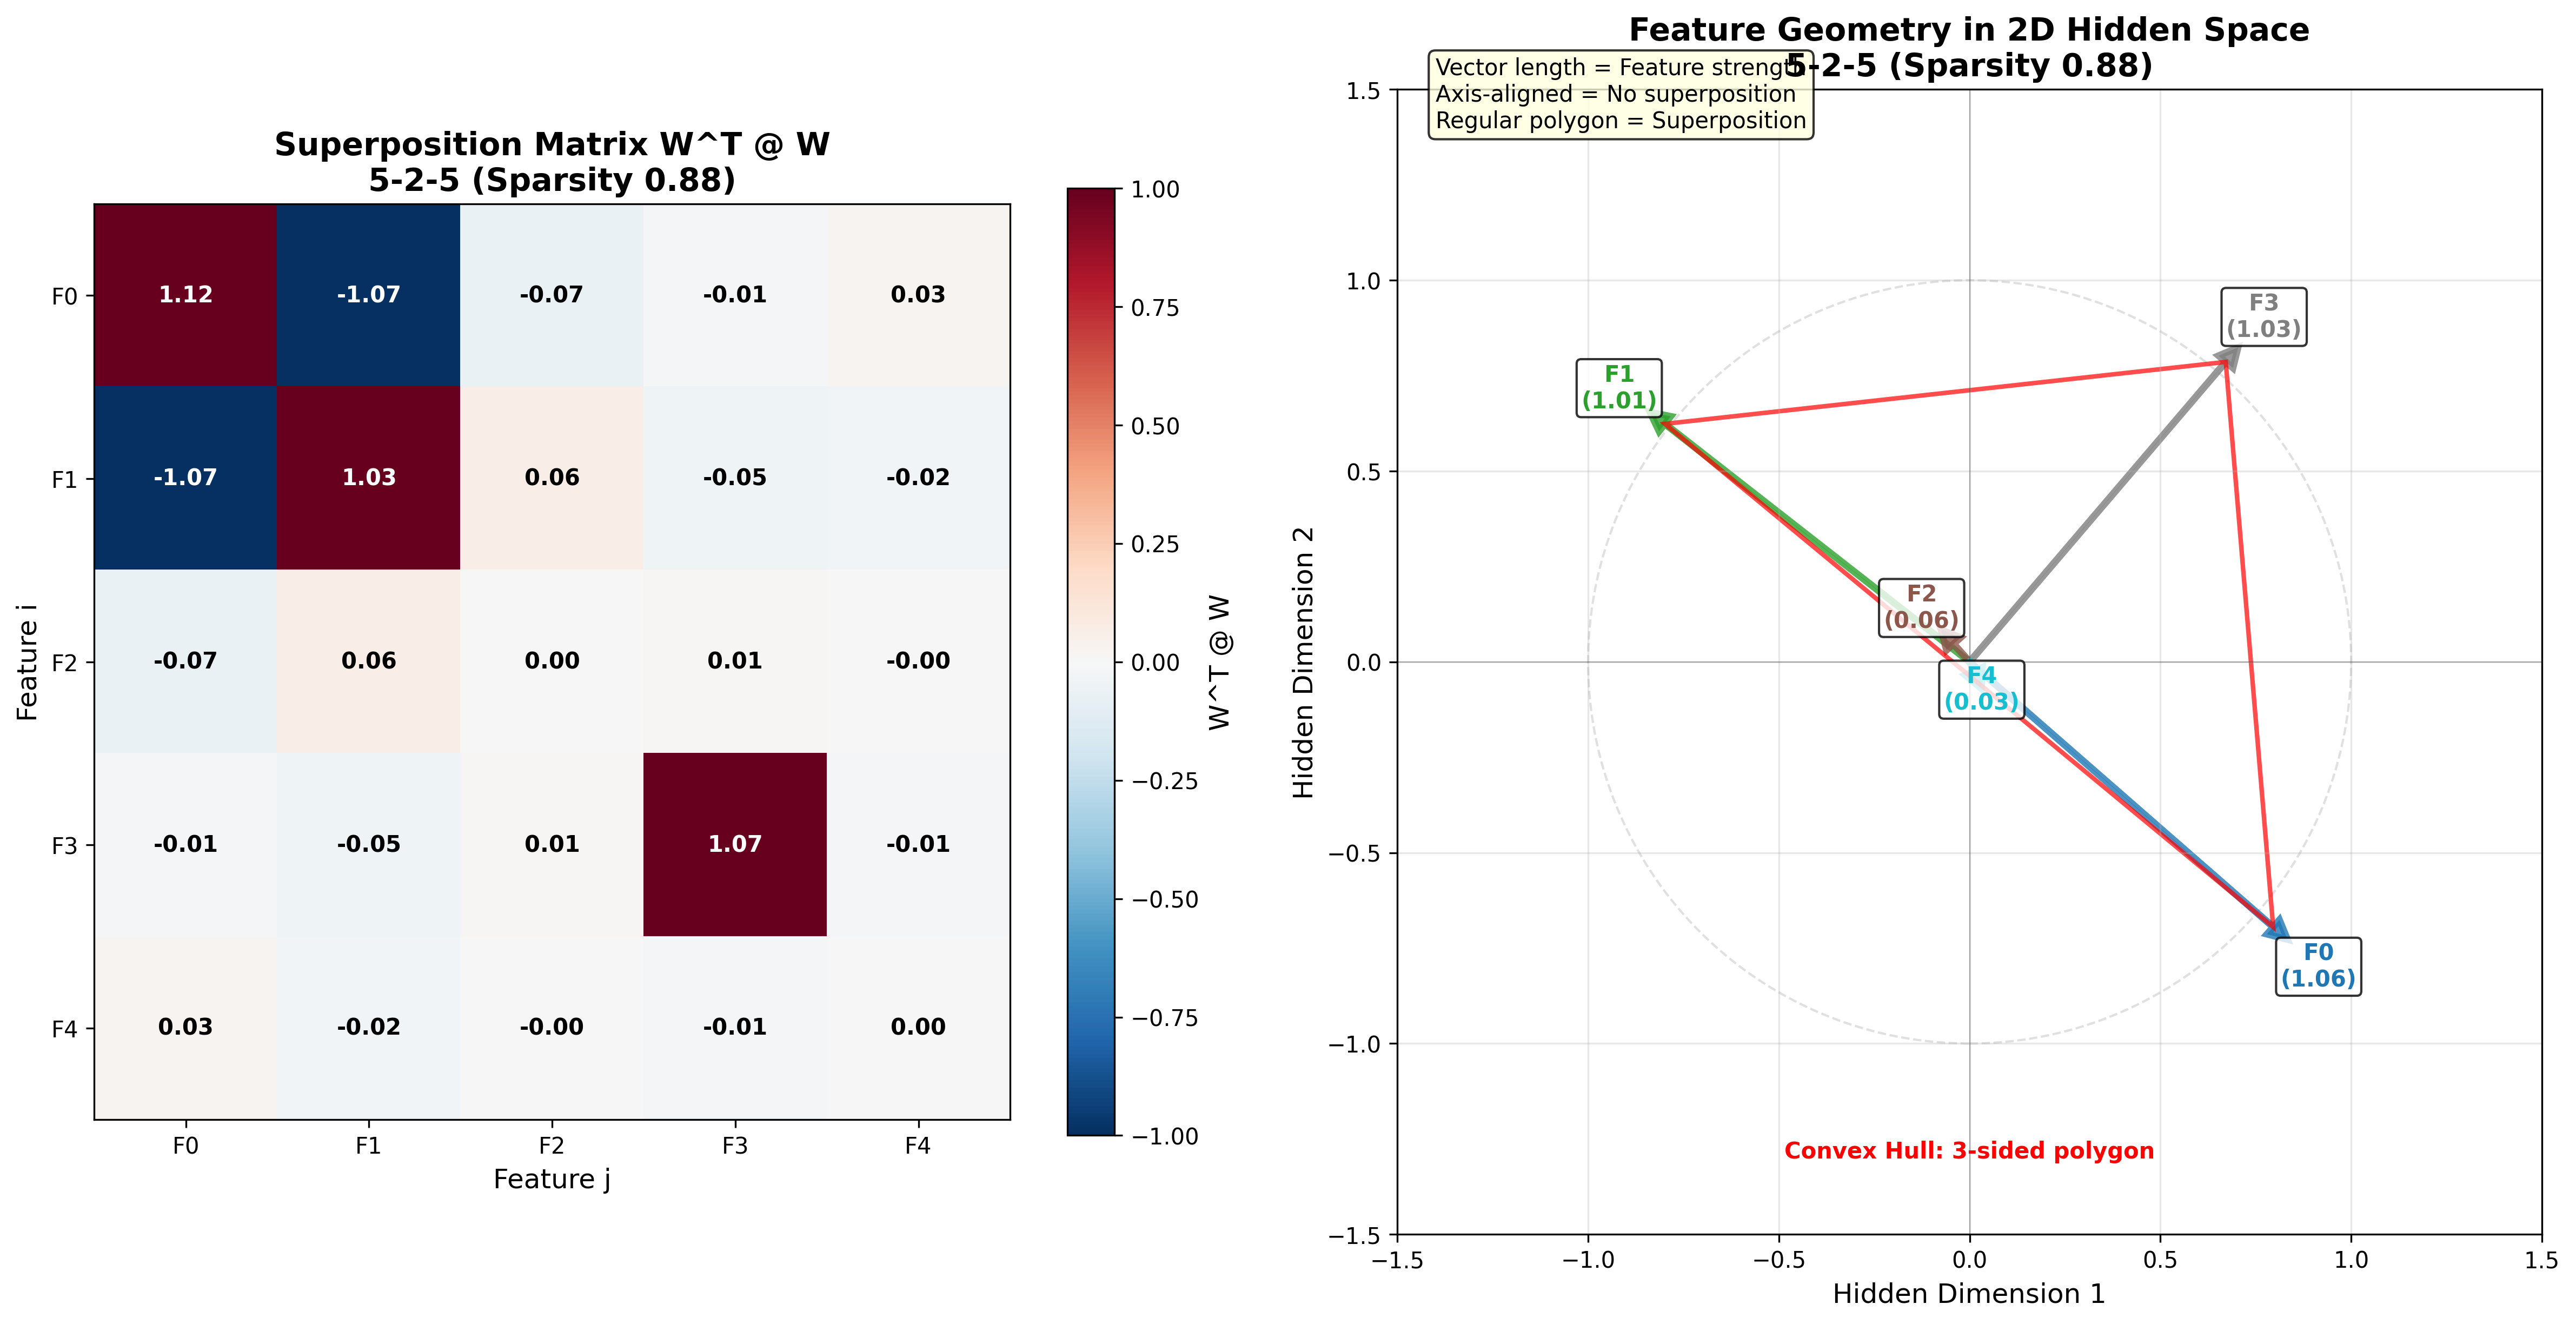 Superposition Matrix W^T @ W
5-2-5 (Sparsity 0.88)
F0
1.12
-1.07
-0.07
-0.01
0.03
F1
-1.07
1.03
0.06
-0.05
-0.02
F2
-0.07
0.06
0.00
0.01
-0.00
F3
-0.01
-0.05
0.01
1.07
-0.01
F4
0.03
-0.02
-0.00
-0.01
0.00
F0
F1
F2
F3
F4
Feature j
Feature i
1.00
0.75
0.50
0.25
0.00
−0.25
−0.50
−0.75
−1.00
W^T @ W
Feature Geometry in 2D Hidden Space
5-2-5 (Sparsity 0.88)
Vector length = Feature strength
Axis-aligned = No superposition
Regular polygon = Superposition
1.5
1.0
0.5
0.0
−0.5
−1.0
−1.5
Hidden Dimension 2
F3
(1.03)
F1
(1.01)
F2
(0.06)
F4
(0.03)
F0
(1.06)
Convex Hull: 3-sided polygon
−1.5
−1.0
−0.5
0.0
0.5
1.0
1.5
Hidden Dimension 1